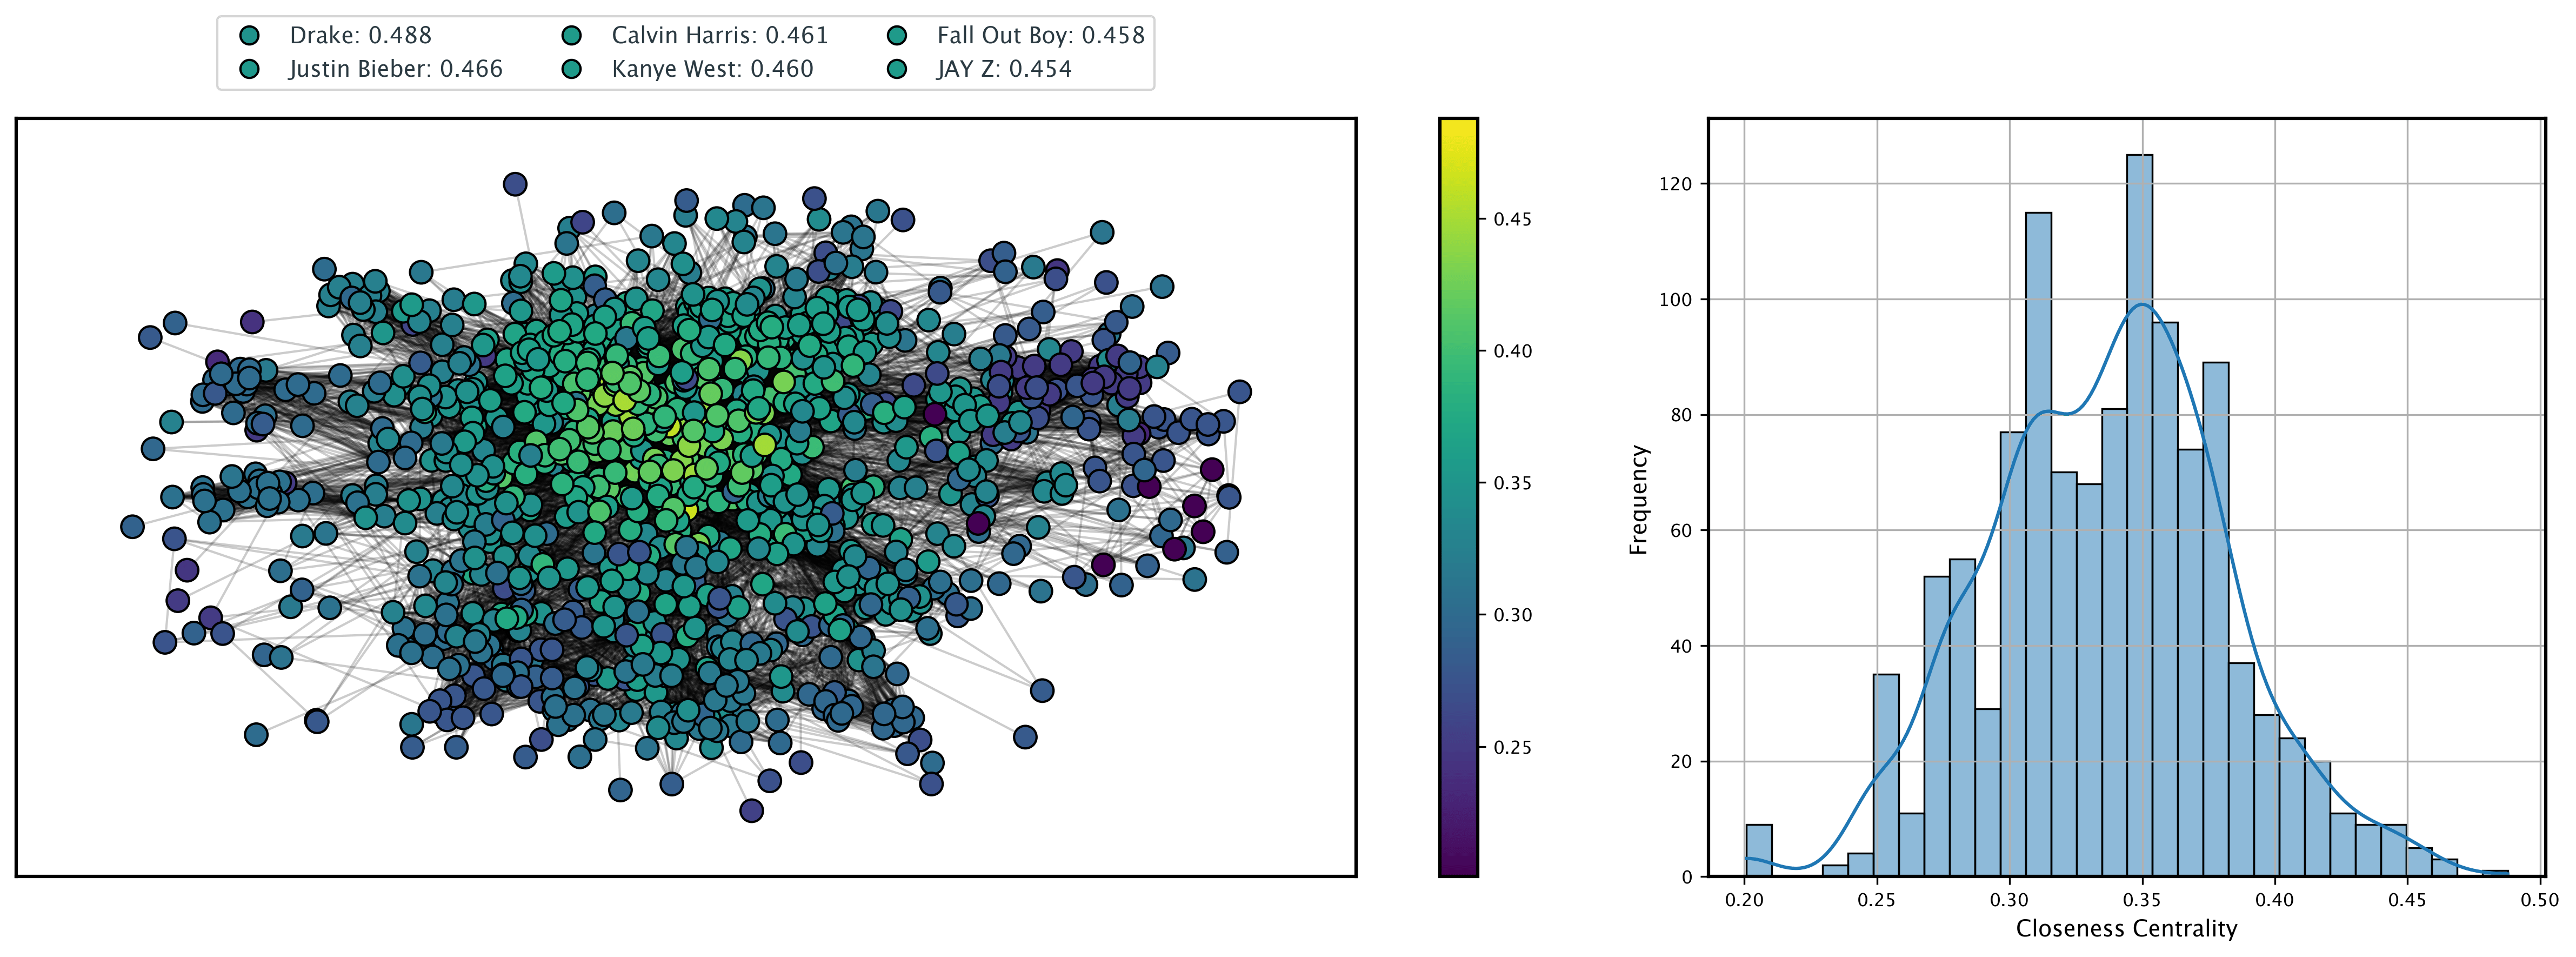 Drake: 0.488 Calvin Harris: 0.461 Fall Out Boy: 0.458
Justin Bieber: 0.466 Kanye West: 0.460 JAY Z: 0.454
0.45
0.40
0.35
0.30
0.25
Frequency
120
100
80
60
40
20
0
0.20 0.25 0.30 0.35 0.40 0.45 0.50
Closeness Centrality